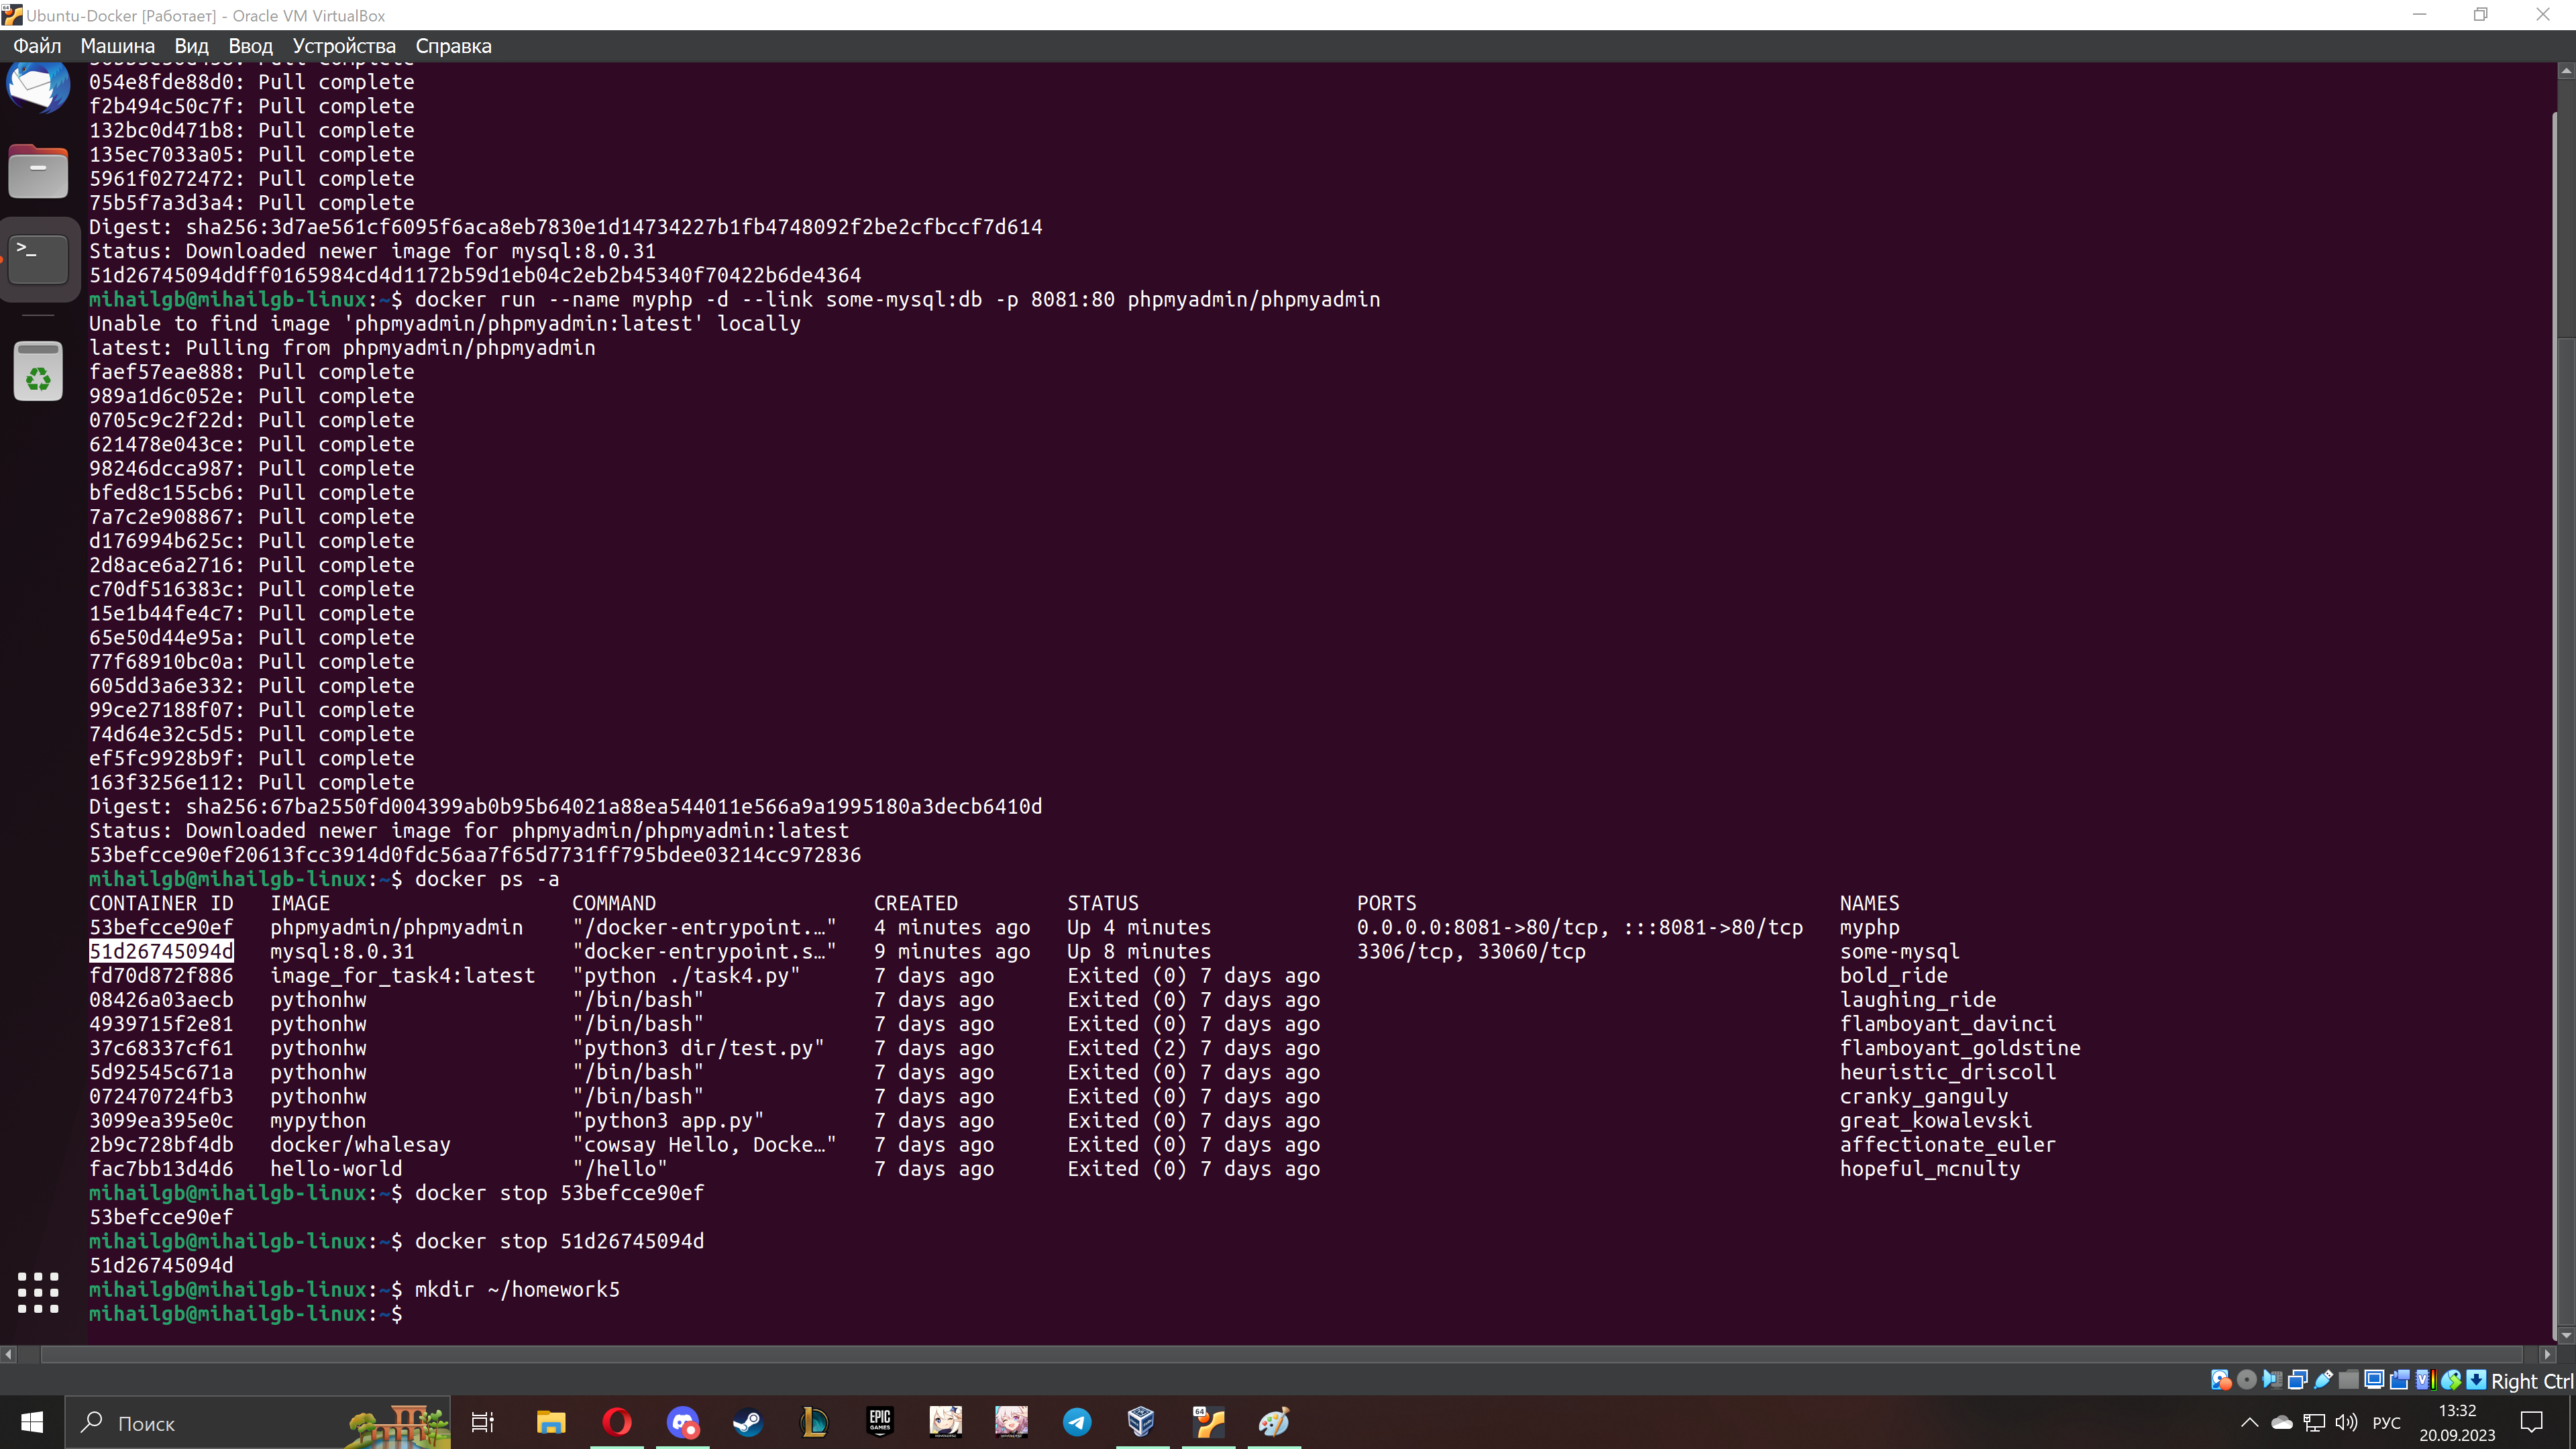 Ubuntu-Docker [Работает] - Oracle VM VirtualBox
Файл Машина Вид Ввод Устройства Справка
054e8fde88d0: Pull complete
f2b494c50c7f: Pull complete
132bc0d471b8: Pull complete
135ec7033a05: Pull complete
5961f0272472: Pull complete
75b5f7a3d3a4: Pull complete
Digest: sha256:3d7ae561cf6095f6aca8eb7830e1d14734227b1fb4748092f2be2cfbccf7d614
Status: Downloaded newer image for mysql:8.0.31
51d26745094ddff0165984cd4d1172b59d1eb04c2eb2b45340f70422b6de4364
mihailgb@mihailgb-linux:~$ docker run --name myphp -d --link some-mysql:db -p 8081:80 phpmyadmin/phpmyadmin
Unable to find image 'phpmyadmin/phpmyadmin:latest' locally
latest: Pulling from phpmyadmin/phpmyadmin
faef57eae888: Pull complete
989a1d6c052e: Pull complete
0705c9c2f22d: Pull complete
621478e043ce: Pull complete
98246dcca987: Pull complete
bfed8c155cb6: Pull complete
7a7c2e908867: Pull complete
d176994b625c: Pull complete
2d8ace6a2716: Pull complete
c70df516383c: Pull complete
15e1b44fe4c7: Pull complete
65e50d44e95a: Pull complete
77f68910bc0a: Pull complete
605dd3a6e332: Pull complete
99ce27188f07: Pull complete
74d64e32c5d5: Pull complete
ef5fc9928b9f: Pull complete
163f3256e112: Pull complete
Digest: sha256:67ba2550fd004399ab0b95b64021a88ea544011e566a9a1995180a3decb6410d
Status: Downloaded newer image for phpmyadmin/phpmyadmin:latest
53befcce90ef20613fcc3914d0fdc56aa7f65d7731ff795bdee03214cc972836
mihailgb@mihailgb-linux:~$ docker ps -a
CONTAINER ID IMAGE COMMAND CREATED STATUS PORTS NAMES
53befcce90ef phpmyadmin/phpmyadmin "/docker-entrypoint.…" 4 minutes ago Up 4 minutes 0.0.0.0:8081->80/tcp, :::8081->80/tcp myphp
51d26745094d mysql:8.0.31 "docker-entrypoint.s…" 9 minutes ago Up 8 minutes 3306/tcp, 33060/tcp some-mysql
fd70d872f886 image_for_task4:latest "python ./task4.py" 7 days ago Exited (0) 7 days ago bold_ride
08426a03aecb pythonhw "/bin/bash" 7 days ago Exited (0) 7 days ago laughing_ride
4939715f2e81 pythonhw "/bin/bash" 7 days ago Exited (0) 7 days ago flamboyant_davinci
37c68337cf61 pythonhw "python3 dir/test.py" 7 days ago Exited (2) 7 days ago flamboyant_goldstine
5d92545c671a pythonhw "/bin/bash" 7 days ago Exited (0) 7 days ago heuristic_driscoll
072470724fb3 pythonhw "/bin/bash" 7 days ago Exited (0) 7 days ago cranky_ganguly
3099ea395e0c mypython "python3 app.py" 7 days ago Exited (0) 7 days ago great_kowalevski
2b9c728bf4db docker/whalesay "cowsay Hello, Docke…" 7 days ago Exited (0) 7 days ago affectionate_euler
fac7bb13d4d6 hello-world "/hello" 7 days ago Exited (0) 7 days ago hopeful_mcnulty
mihailgb@mihailgb-linux:~$ docker stop 53befcce90ef
53befcce90ef
mihailgb@mihailgb-linux:~$ docker stop 51d26745094d
51d26745094d
mihailgb@mihailgb-linux:~$ mkdir ~/homework5
mihailgb@mihailgb-linux:~$
Right Ctrl
Поиск
EPIC GAMES
64
РУС
13:32
20.09.2023